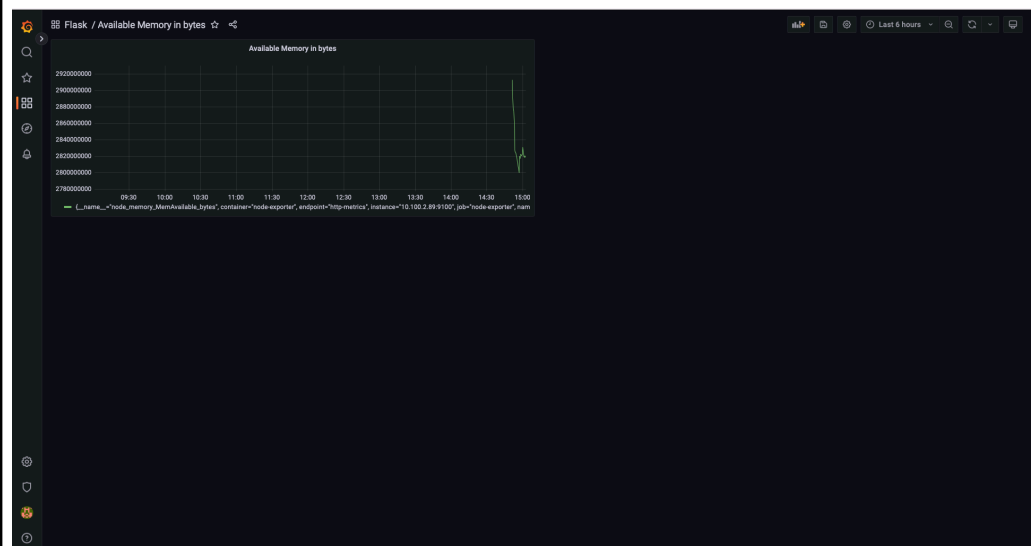 Flask / Available Memory in bytes
Last 6 hours
Available Memory in bytes
2920000000
2900000000
2880000000
2860000000
2840000000
2820000000
2800000000
2780000000
09:30 10:00 10:30 11:00 11:30 12:00 12:30 13:00 13:30 14:00 14:30 15:00
{__name__="node_memory_MemAvailable_bytes", container="node-exporter", endpoint="http-metrics", instance="10.100.2.89:9100", job="node-exporter", nam